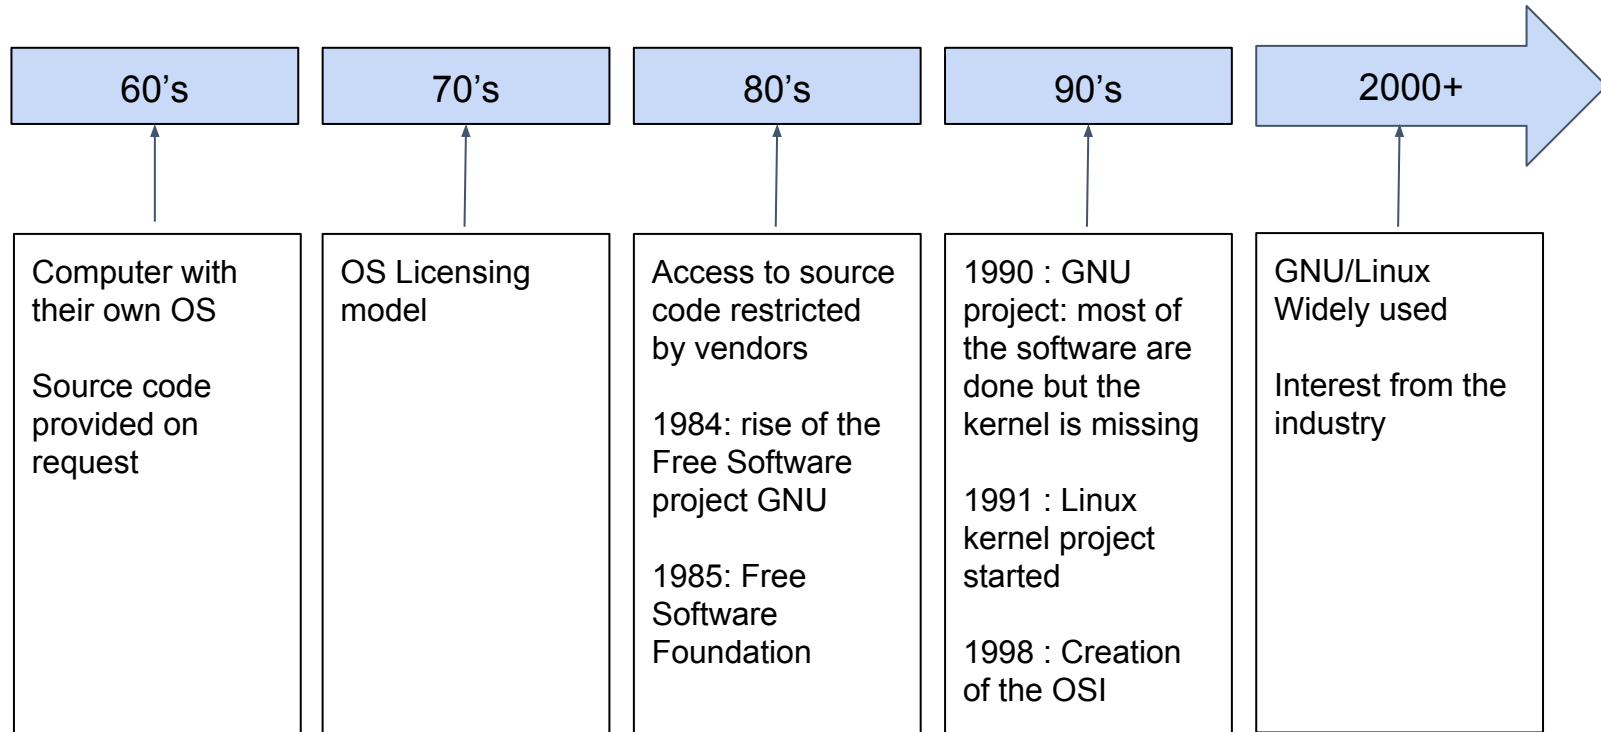 60’s
70’s
80’s
90’s
2000+
Computer with
their own OS
Source code
provided on
request
OS Licensing
model
Access to source
code restricted
by vendors
1984: rise of the
Free Software
project GNU
1985: Free
Software
Foundation
1990 : GNU
project: most of
the software are
done but the
kernel is missing
1991 : Linux
kernel project
started
1998 : Creation
of the OSI
GNU/Linux
Widely used
Interest from the
industry